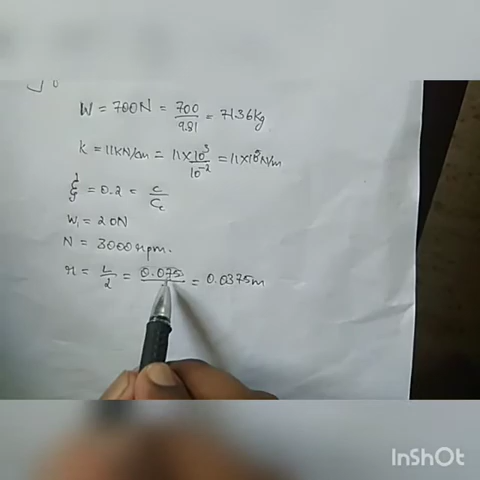 W = 700N = 700/9.81 = 71.36kg
k = 11KN/cm = 11×10³/10⁻² = 11×10⁵N/m
ξ = 0.2 = c/Cc
W₁ = 20N
N = 3000 rpm.
r = L/2 = 0.075/ = 0.0375m
InShOt